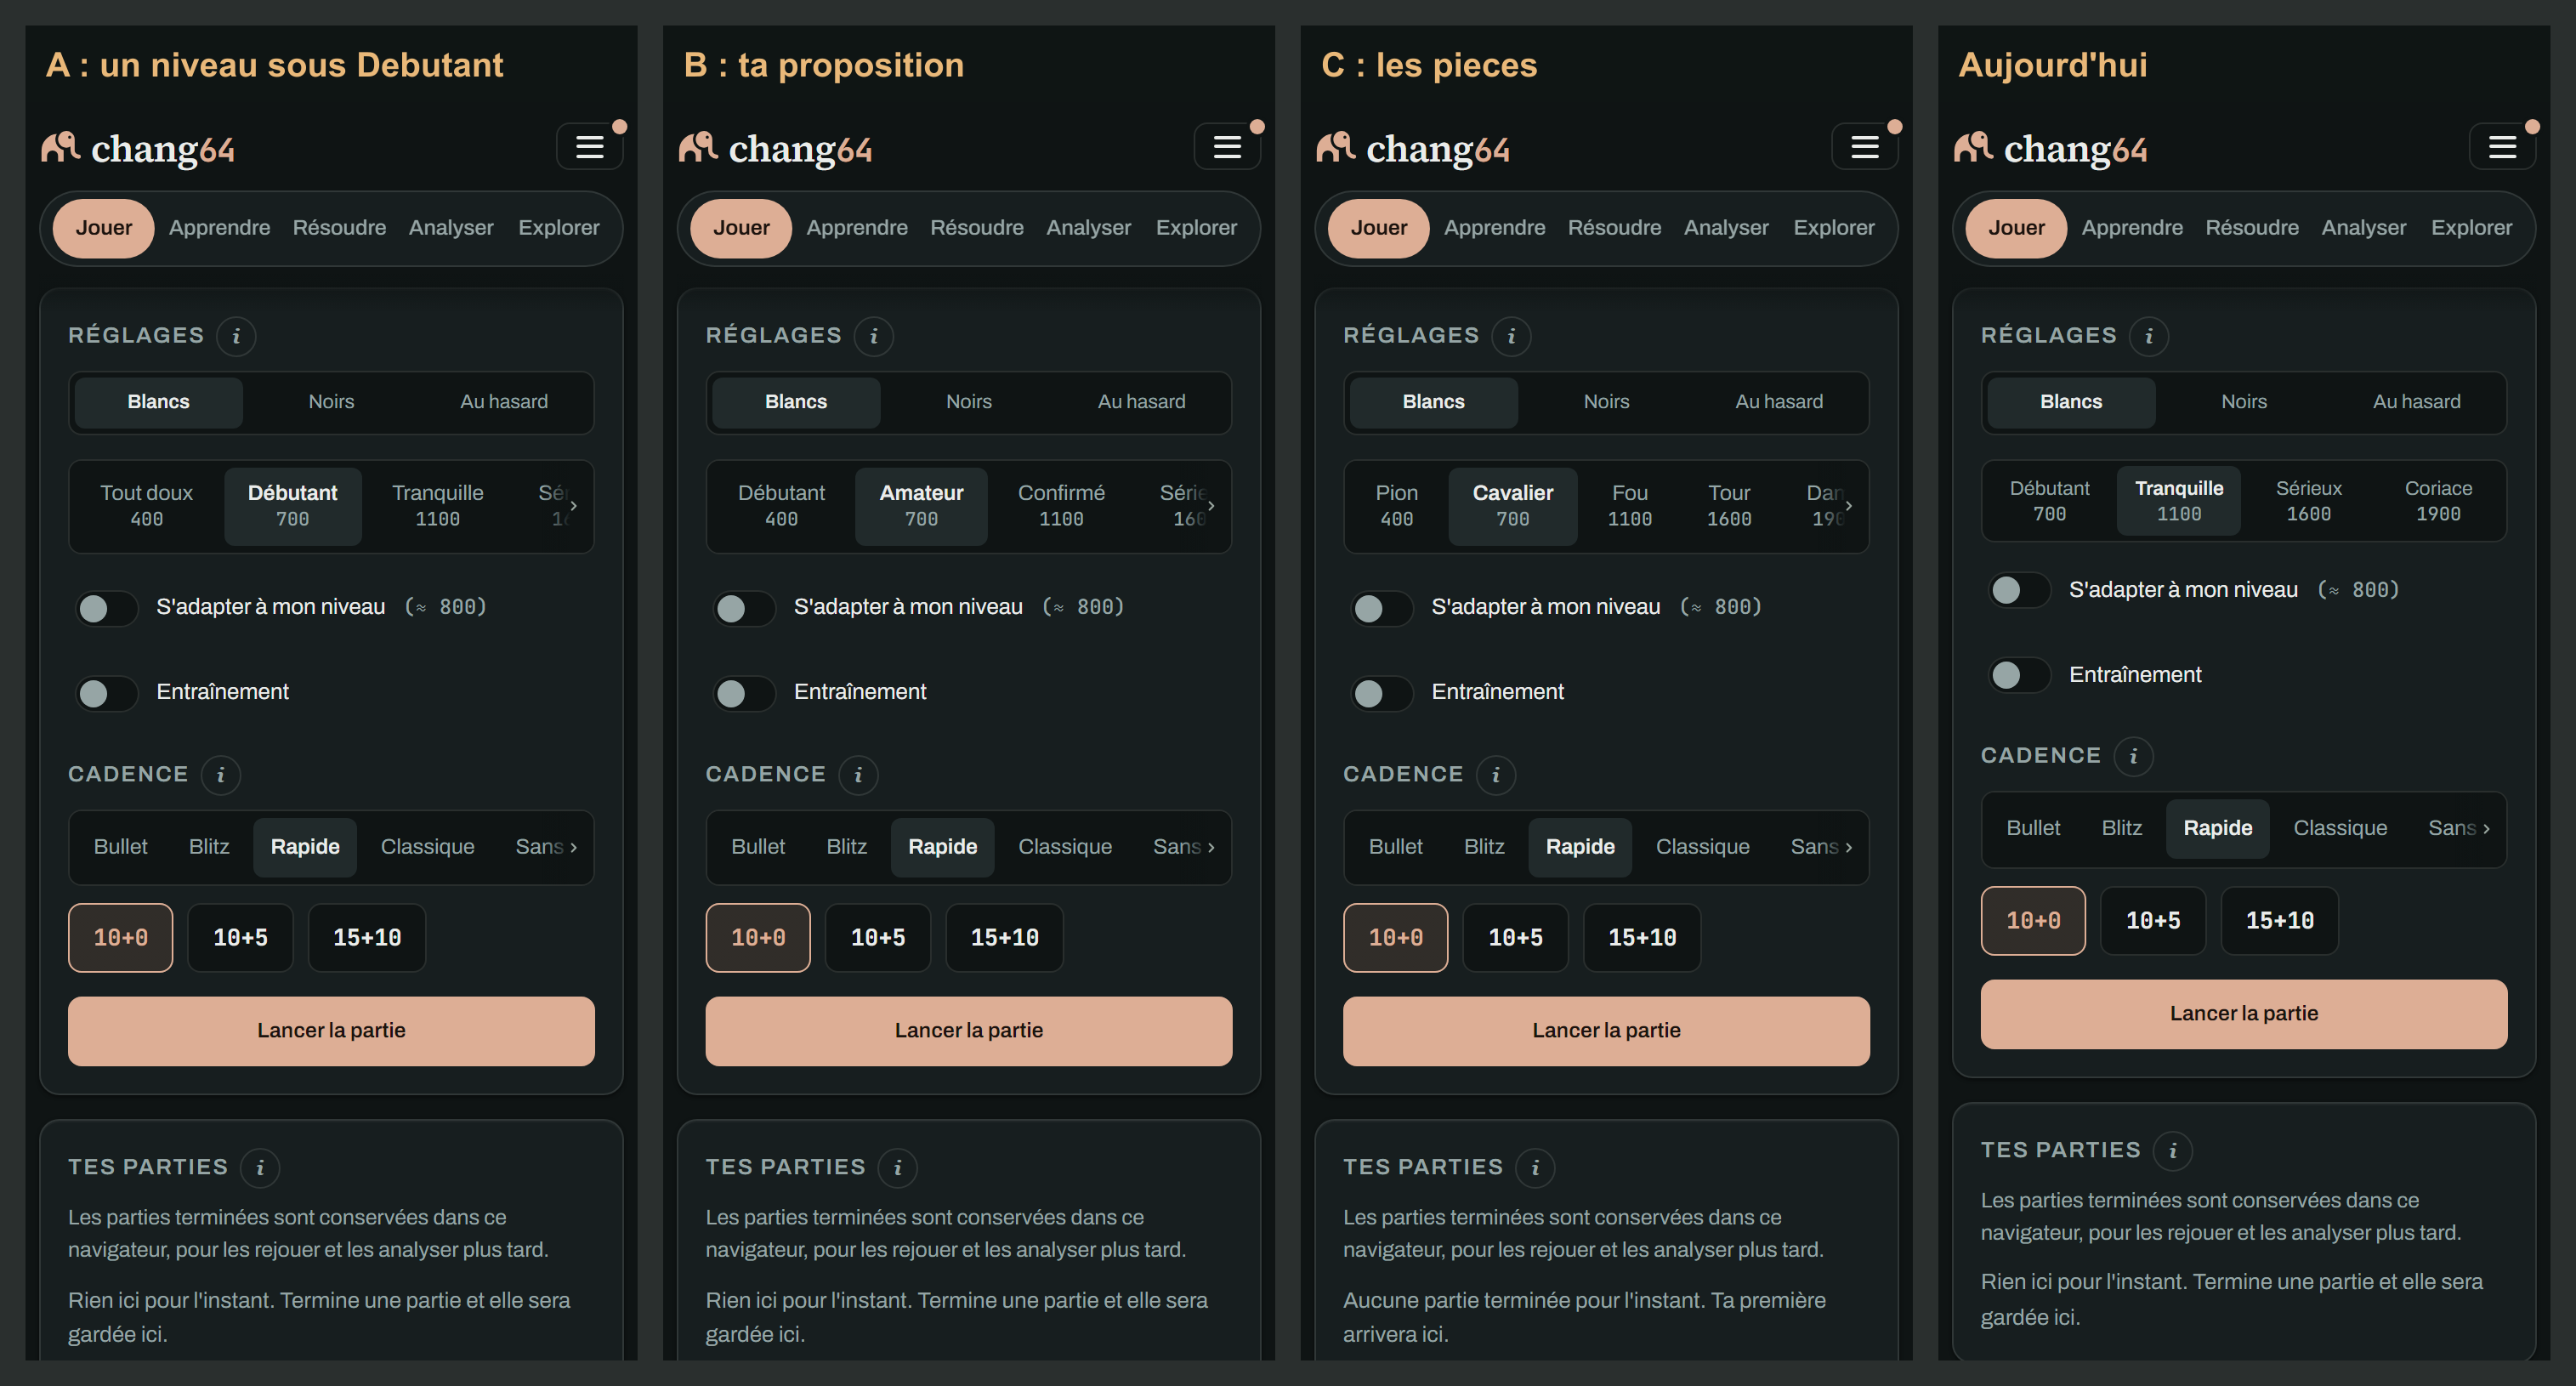 A : un niveau sous Debutant
chang64
Jouer Apprendre Résoudre Analyser Explorer
RÉGLAGES i
Blancs Noirs Au hasard
Tout doux Débutant Tranquille
400 700 1100
S'adapter à mon niveau (≈ 800)
Entraînement
CADENCE i
Bullet Blitz Rapide Classique Sans ›
10+0 10+5 15+10
Lancer la partie
TES PARTIES i
Les parties terminées sont conservées dans ce
navigateur, pour les rejouer et les analyser plus tard.
Rien ici pour l'instant. Termine une partie et elle sera
gardée ici.
B : ta proposition
chang64
Jouer Apprendre Résoudre Analyser Explorer
RÉGLAGES i
Blancs Noirs Au hasard
Débutant Amateur Confirmé Série ›
400 700 1100 160
S'adapter à mon niveau (≈ 800)
Entraînement
CADENCE i
Bullet Blitz Rapide Classique Sans ›
10+0 10+5 15+10
Lancer la partie
TES PARTIES i
Les parties terminées sont conservées dans ce
navigateur, pour les rejouer et les analyser plus tard.
Rien ici pour l'instant. Termine une partie et elle sera
gardée ici.
C : les pieces
chang64
Jouer Apprendre Résoudre Analyser Explorer
RÉGLAGES i
Blancs Noirs Au hasard
Pion Cavalier Fou Tour Dan ›
400 700 1100 1600 190
S'adapter à mon niveau (≈ 800)
Entraînement
CADENCE i
Bullet Blitz Rapide Classique Sans ›
10+0 10+5 15+10
Lancer la partie
TES PARTIES i
Les parties terminées sont conservées dans ce
navigateur, pour les rejouer et les analyser plus tard.
Aucune partie terminée pour l'instant. Ta première
arrivera ici.
Aujourd'hui
chang64
Jouer Apprendre Résoudre Analyser Explorer
RÉGLAGES i
Blancs Noirs Au hasard
Débutant Tranquille Sérieux Coriace
700 1100 1600 1900
S'adapter à mon niveau (≈ 800)
Entraînement
CADENCE i
Bullet Blitz Rapide Classique Sans ›
10+0 10+5 15+10
Lancer la partie
TES PARTIES i
Les parties terminées sont conservées dans ce
navigateur, pour les rejouer et les analyser plus tard.
Rien ici pour l'instant. Termine une partie et elle sera
gardée ici.